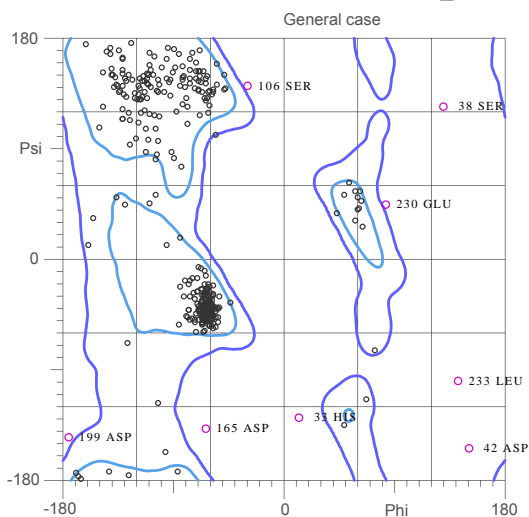 General case
180
106 SER
38 SER
Psi
230 GLU
0
233 LEU
33 HIS
165 ASP
199 ASP
42 ASP
-180
-180
0
Phi
180